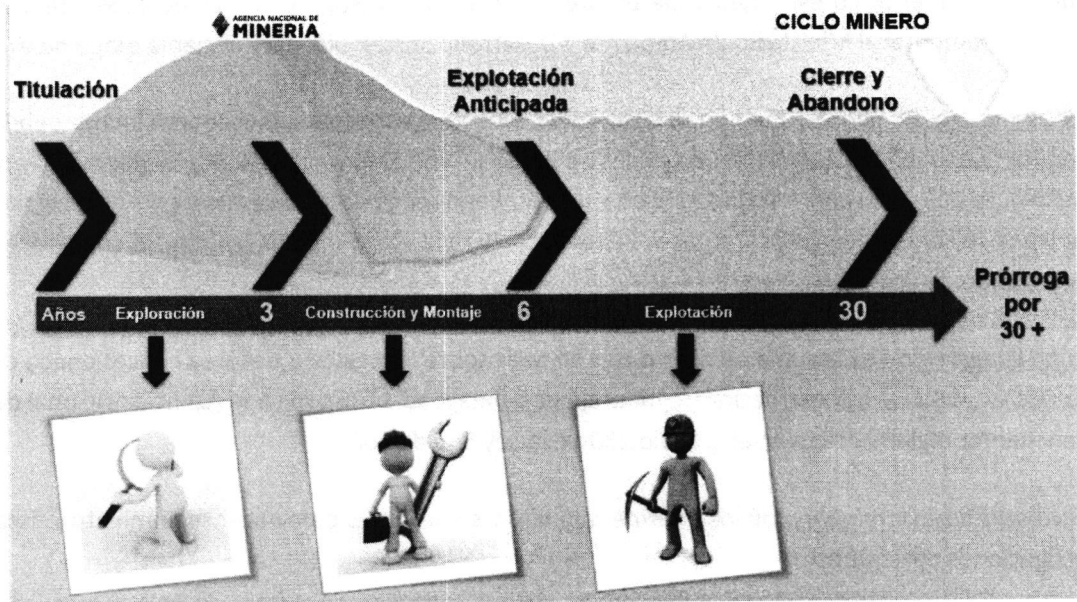 AGENCIA NACIONAL DE
MINERÍA
CICLO MINERO
Titulación
Explotación
Anticipada
Cierre y
Abandono
Años
Exploración
3
Construcción y Montaje
6
Explotación
30
Prórroga
por
30 +